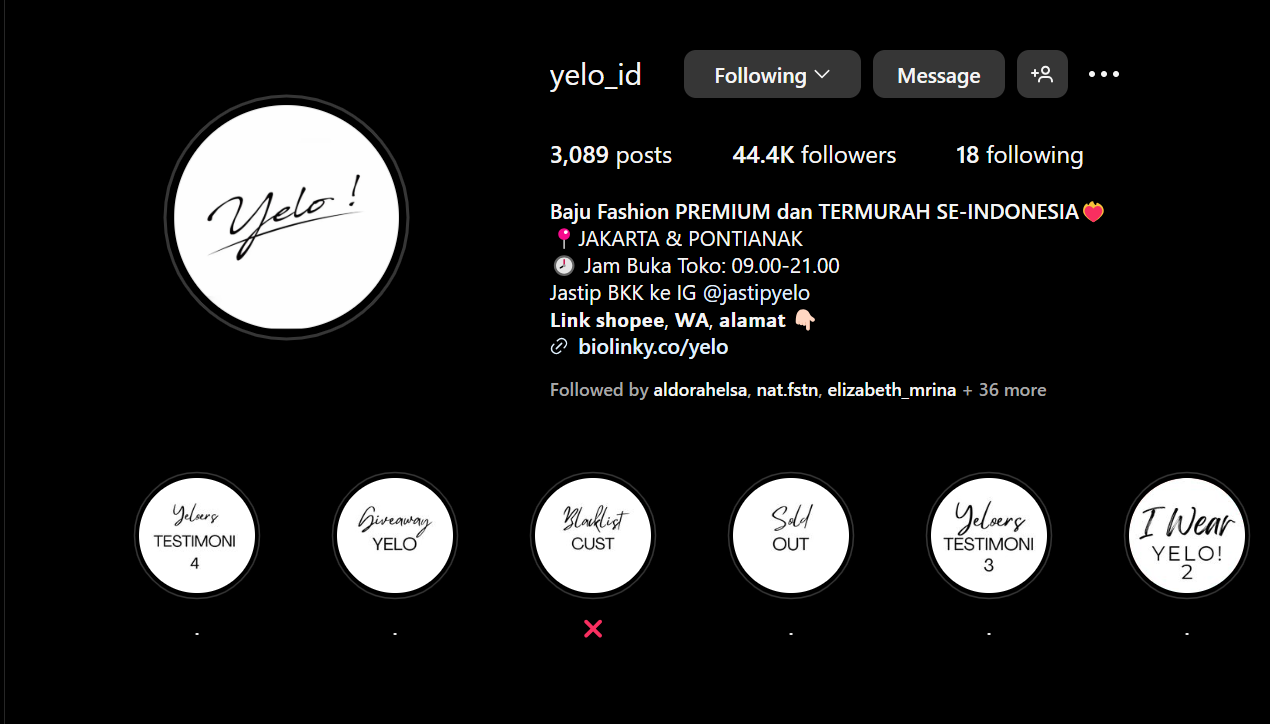 yelo_id Following Message
Yelo !
3,089 posts 44.4K followers 18 following
Baju Fashion PREMIUM dan TERMURAH SE-INDONESIA❤️‍🔥
📍JAKARTA & PONTIANAK
🕗 Jam Buka Toko: 09.00-21.00
Jastip BKK ke IG @jastipyelo
Link shopee, WA, alamat 👇🏻
biolinky.co/yelo
Followed by aldorahelsa, nat.fstn, elizabeth_mrina + 36 more
Yeloers
TESTIMONI
4
Giveaway
YELO
Blacklist
CUST
Sold
OUT
Yeloers
TESTIMONI
3
I Wear
YELO!
2
. . ❌ . . .